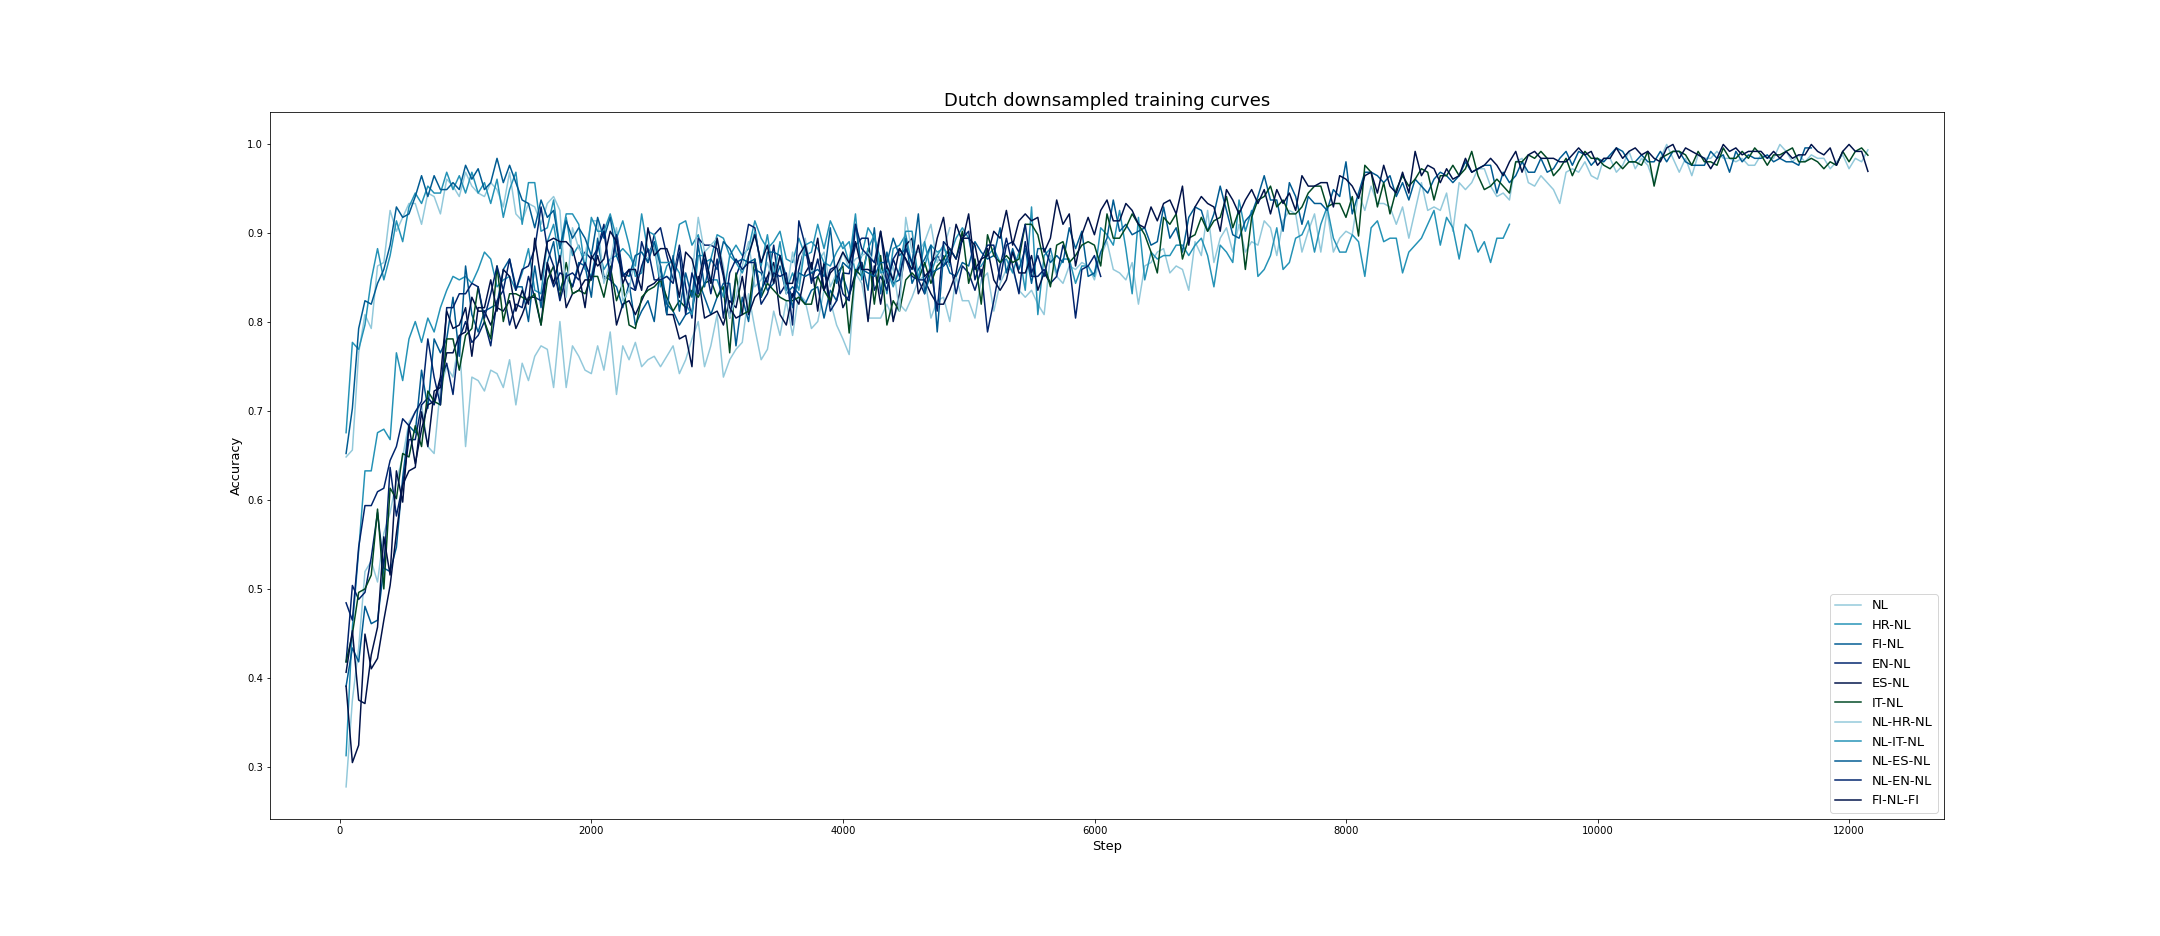 Dutch downsampled training curves
1.0
0.9
0.8
0.7
0.6
0.5
0.4
0.3
Accuracy
0 2000 4000 6000 8000 10000 12000
Step
NL
HR-NL
FI-NL
EN-NL
ES-NL
IT-NL
NL-HR-NL
NL-IT-NL
NL-ES-NL
NL-EN-NL
FI-NL-FI